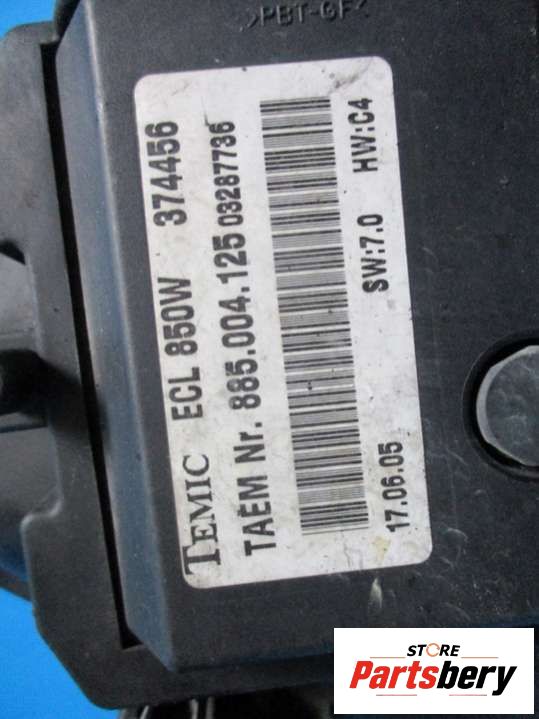 >PBT-GF<
TEMIC ECL 850W 374456
TAEM Nr. 885.004.125 03287736
17.06.05 SW:7.0 HW:C4
STORE
Partsbery